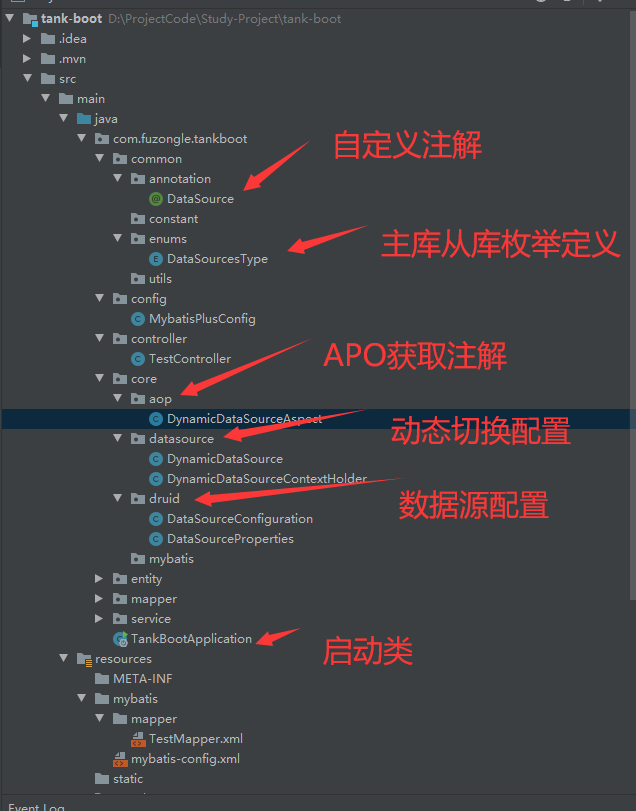 tank-boot D:\ProjectCode\Study-Project\tank-boot
.idea
.mvn
src
main
java
com.fuzongle.tankboot
common
自定义注解
annotation
DataSource
constant
enums
主库从库枚举定义
DataSourcesType
utils
config
MybatisPlusConfig
controller
APO获取注解
TestController
core
aop
DynamicDataSourceAspect
动态切换配置
datasource
DynamicDataSource
DynamicDataSourceContextHolder
druid
数据源配置
DataSourceConfiguration
DataSourceProperties
mybatis
entity
mapper
service
TankBootApplication
启动类
resources
META-INF
mybatis
mapper
TestMapper.xml
mybatis-config.xml
static
Event Log